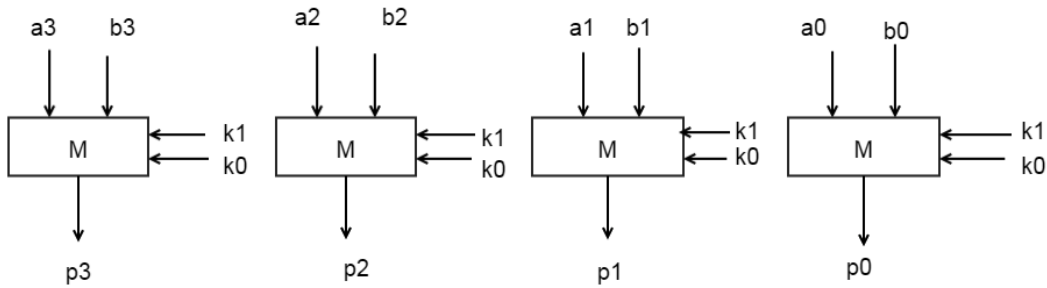 a3 b3 a2 b2 a1 b1 a0 b0
M k1 M k1 M k1 M k1
k0 k0 k0 k0
p3 p2 p1 p0